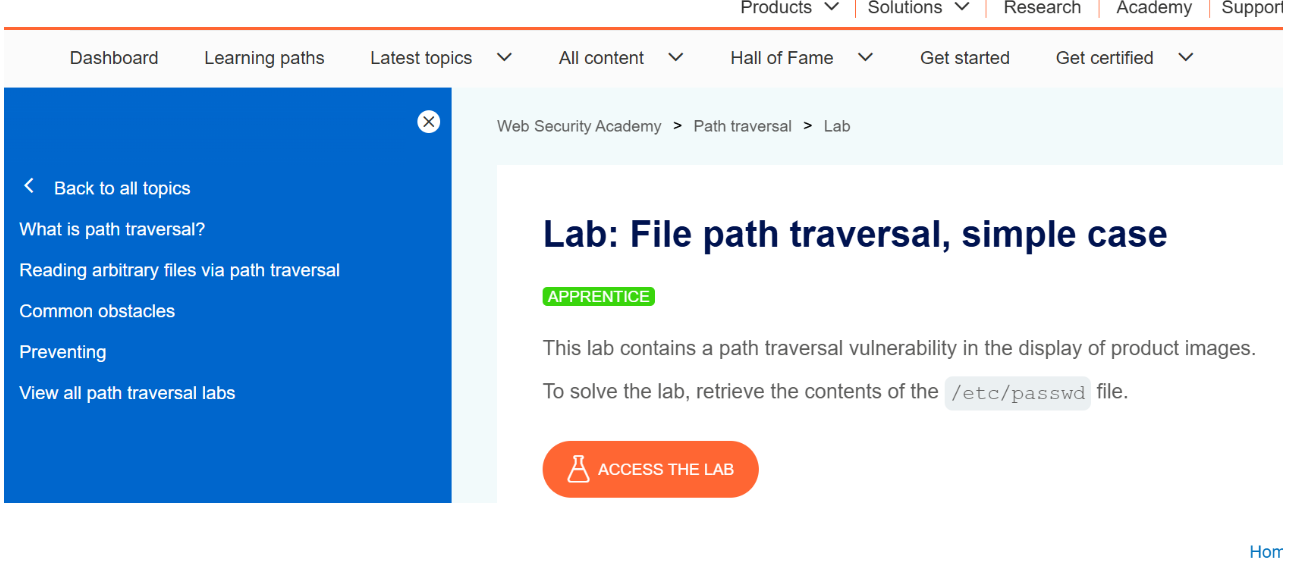 Products Solutions Research Academy Support
Dashboard Learning paths Latest topics All content Hall of Fame Get started Get certified
Web Security Academy > Path traversal > Lab
Back to all topics
What is path traversal?
Reading arbitrary files via path traversal
Common obstacles
Preventing
View all path traversal labs
Lab: File path traversal, simple case
APPRENTICE
This lab contains a path traversal vulnerability in the display of product images.
To solve the lab, retrieve the contents of the /etc/passwd file.
ACCESS THE LAB